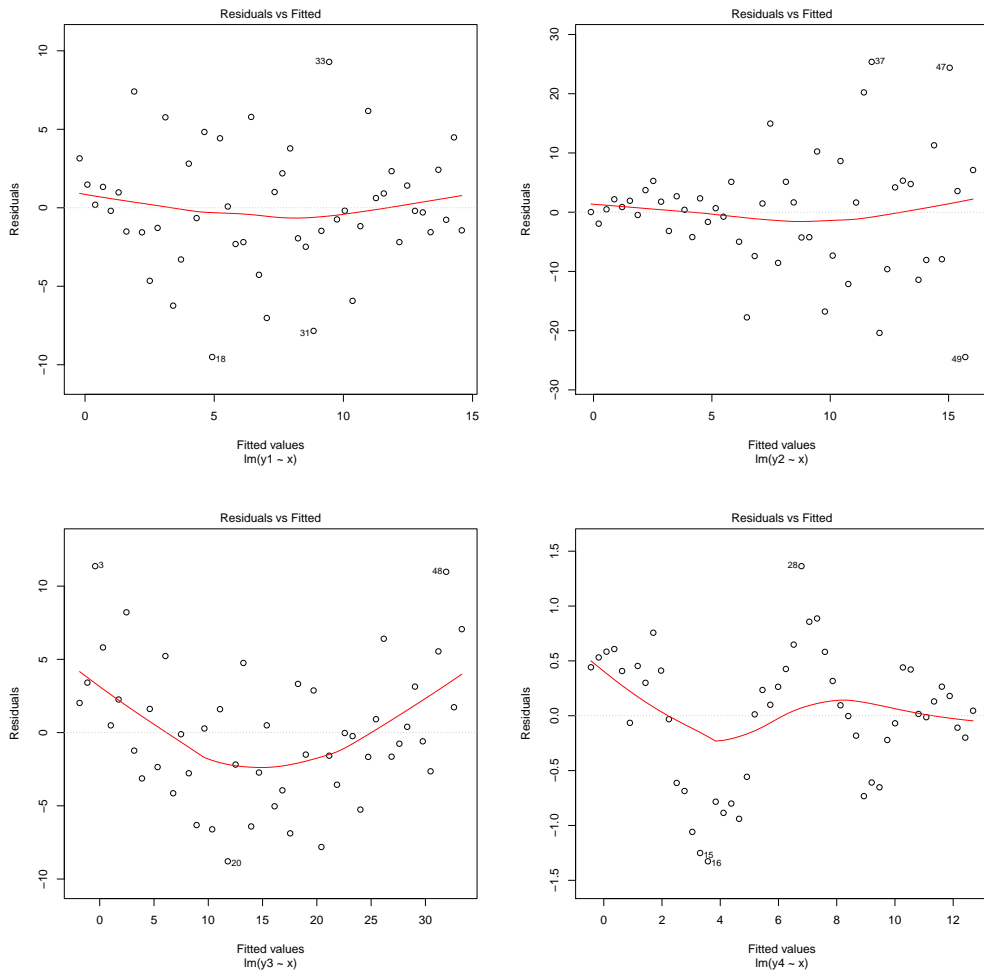 Residuals vs Fitted
10
5
0
−5
−10
Residuals
33
31
18
0 5 10 15
Fitted values
lm(y1 ~ x)
Residuals vs Fitted
30
20
10
0
−10
−20
−30
Residuals
37
47
49
0 5 10 15
Fitted values
lm(y2 ~ x)
Residuals vs Fitted
10
5
0
−5
−10
Residuals
3
48
20
0 5 10 15 20 25 30
Fitted values
lm(y3 ~ x)
Residuals vs Fitted
1.5
1.0
0.5
0.0
−0.5
−1.0
−1.5
Residuals
28
15
16
0 2 4 6 8 10 12
Fitted values
lm(y4 ~ x)